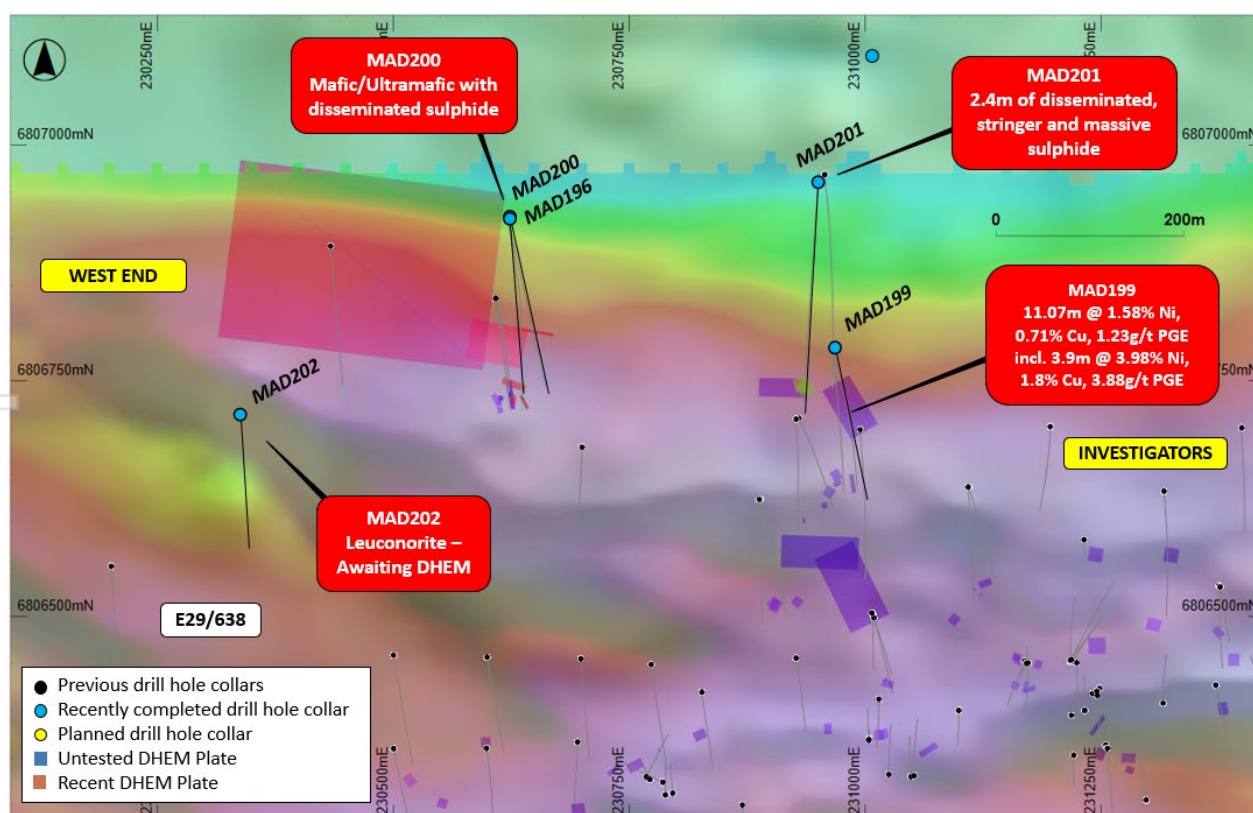 230250mE
230750mE
231000mE
50mE
MAD200
Mafic/Ultramafic with
disseminated sulphide
MAD201
2.4m of disseminated,
stringer and massive
sulphide
6807000mN
6807000mN
MAD201
MAD200
MAD196
0
200m
WEST END
MAD199
MAD199
11.07m @ 1.58% Ni,
0.71% Cu, 1.23g/t PGE
incl. 3.9m @ 3.98% Ni,
1.8% Cu, 3.88g/t PGE
6806750mN
50mN
MAD202
INVESTIGATORS
MAD202
Leuconorite –
Awaiting DHEM
6806500mN
6806500mN
E29/638
Previous drill hole collars
Recently completed drill hole collar
Planned drill hole collar
Untested DHEM Plate
Recent DHEM Plate
230500mE
230750mE
231000mE
231250mE